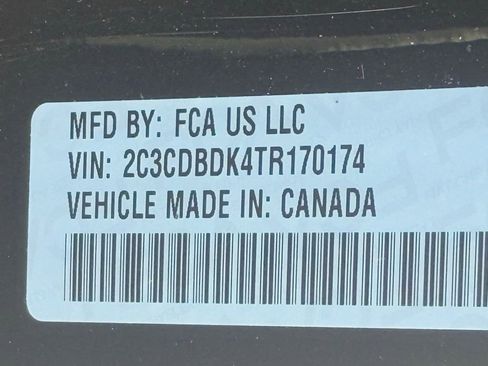 MFD BY: FCA US LLC
VIN: 2C3CDBDK4TR170174
VEHICLE MADE IN: CANADA